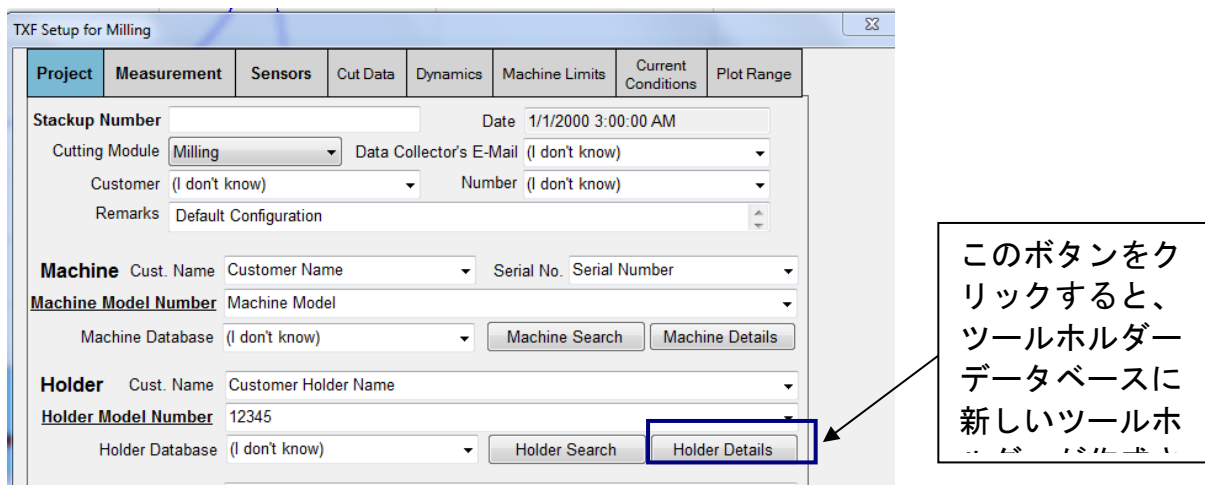 TXF Setup for Milling
Project Measurement Sensors Cut Data Dynamics Machine Limits Current Conditions Plot Range
Stackup Number Date 1/1/2000 3:00:00 AM
Cutting Module Milling Data Collector's E-Mail (I don't know)
Customer (I don't know) Number (I don't know)
Remarks Default Configuration
Machine Cust. Name Customer Name Serial No. Serial Number
Machine Model Number Machine Model
Machine Database (I don't know) Machine Search Machine Details
Holder Cust. Name Customer Holder Name
Holder Model Number 12345
Holder Database (I don't know) Holder Search Holder Details
このボタンをク
リックすると、
ツールホルダー
データベースに
新しいツールホ